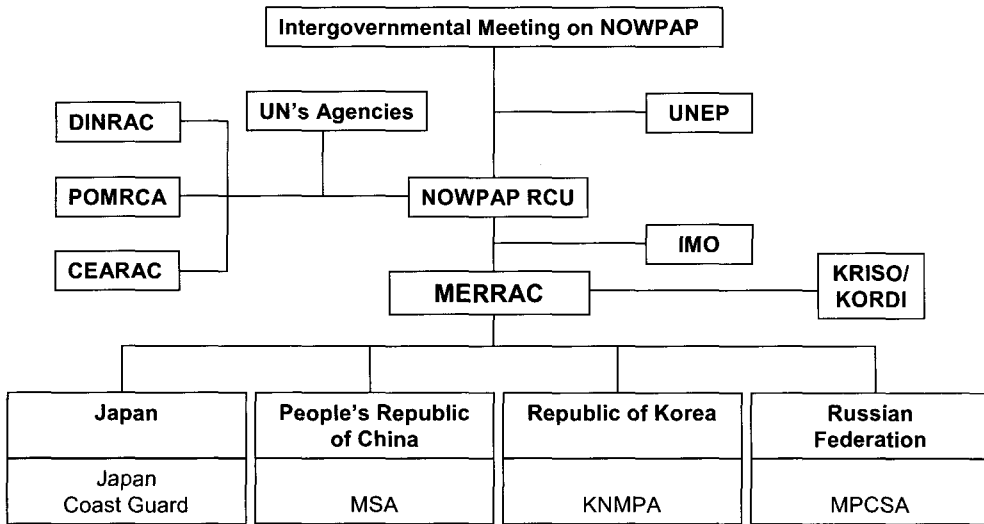 Intergovernmental Meeting on NOWPAP
UN's Agencies
UNEP
DINRAC
POMRCA
NOWPAP RCU
IMO
CEARAC
MERRAC
KRISO/
KORDI
Japan
People's Republic
of China
Republic of Korea
Russian
Federation
Japan
Coast Guard
MSA
KNMPA
MPCSA